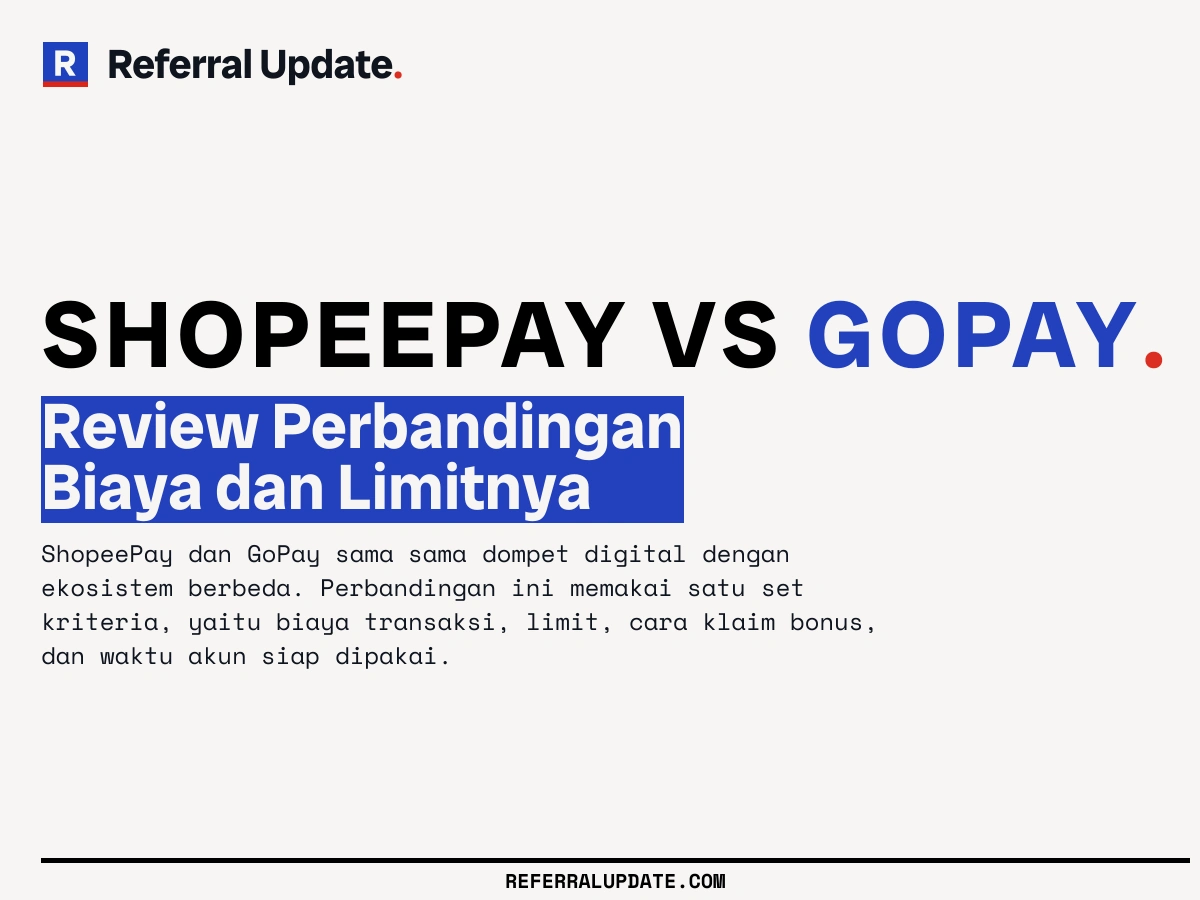 R Referral Update.
SHOPEEPAY VS GOPAY.
Review Perbandingan
Biaya dan Limitnya
ShopeePay dan GoPay sama sama dompet digital dengan
ekosistem berbeda. Perbandingan ini memakai satu set
kriteria, yaitu biaya transaksi, limit, cara klaim bonus,
dan waktu akun siap dipakai.
REFERRALUPDATE.COM